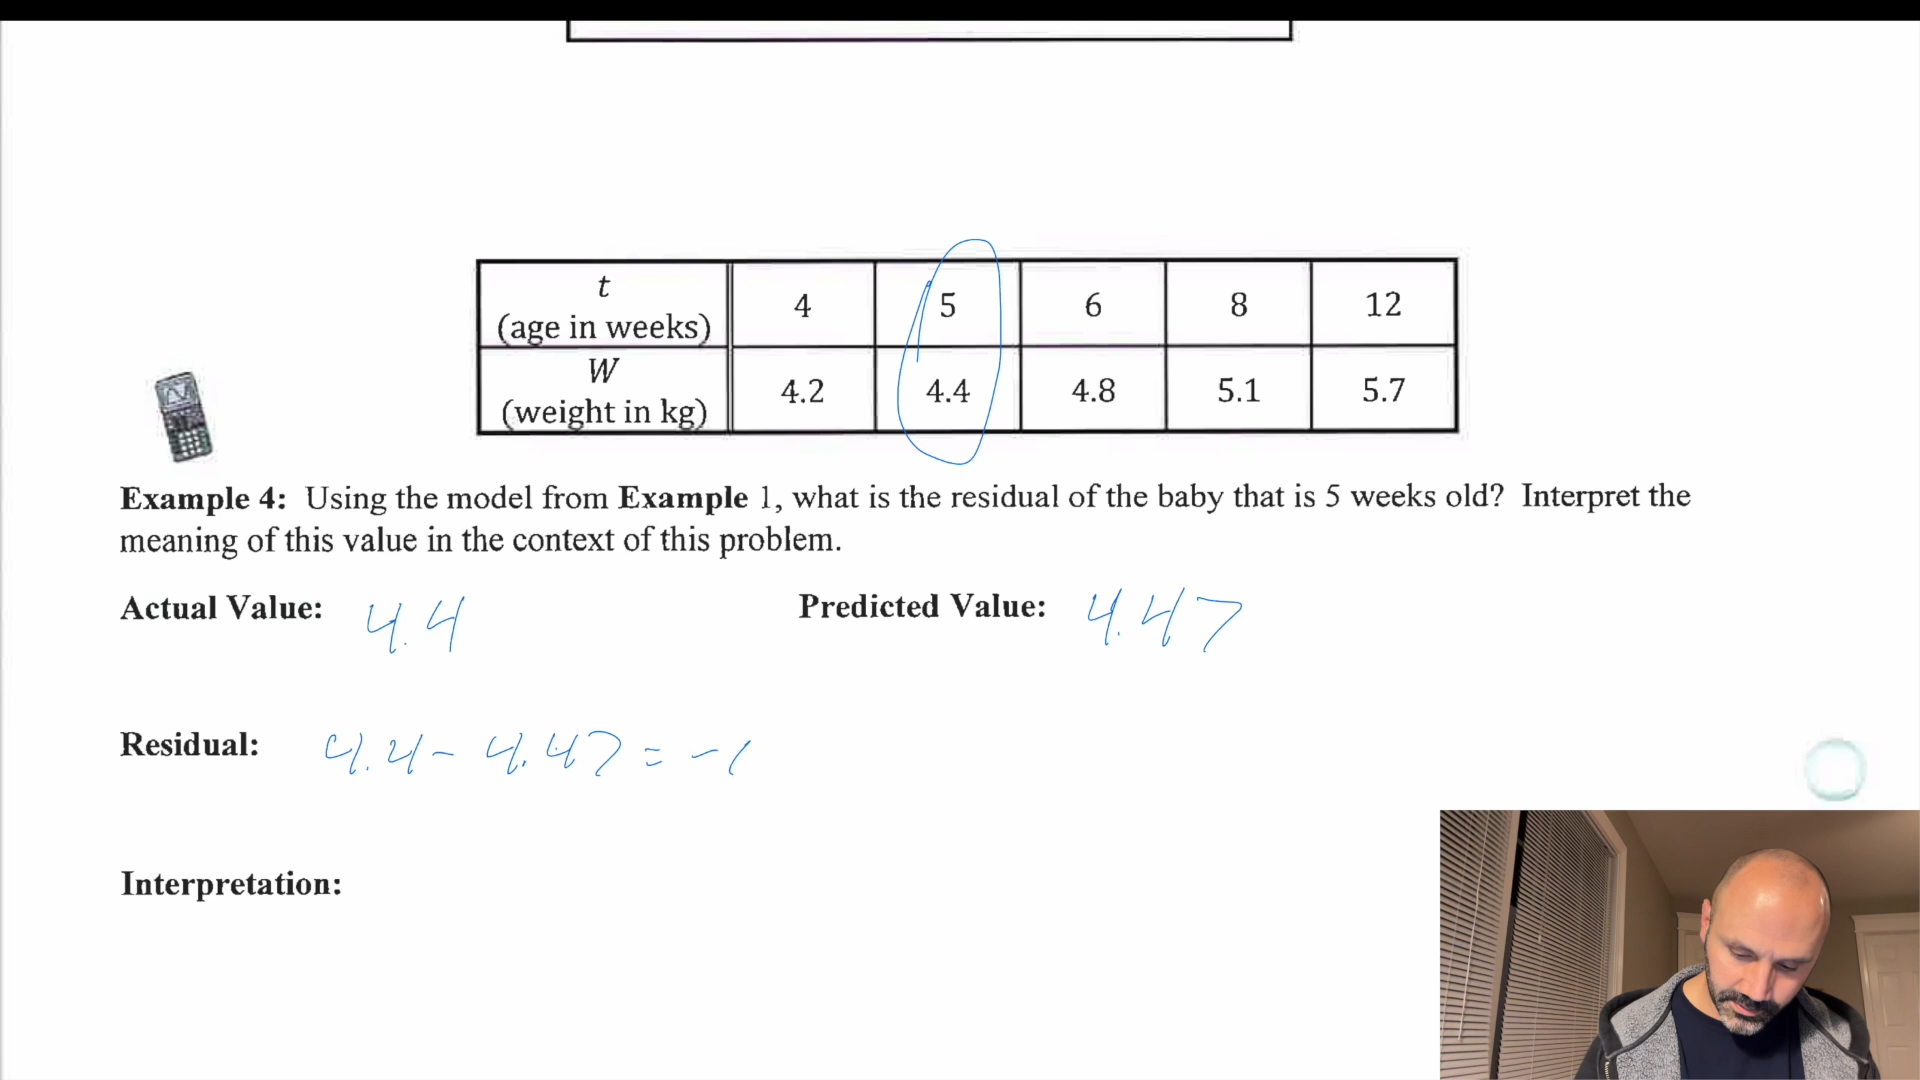 t
(age in weeks) 4 5 6 8 12
W
(weight in kg) 4.2 4.4 4.8 5.1 5.7
Example 4: Using the model from Example 1, what is the residual of the baby that is 5 weeks old? Interpret the
meaning of this value in the context of this problem.
Actual Value: 4.4 Predicted Value: 4.47
Residual: 4.4 - 4.47 = -
Interpretation: